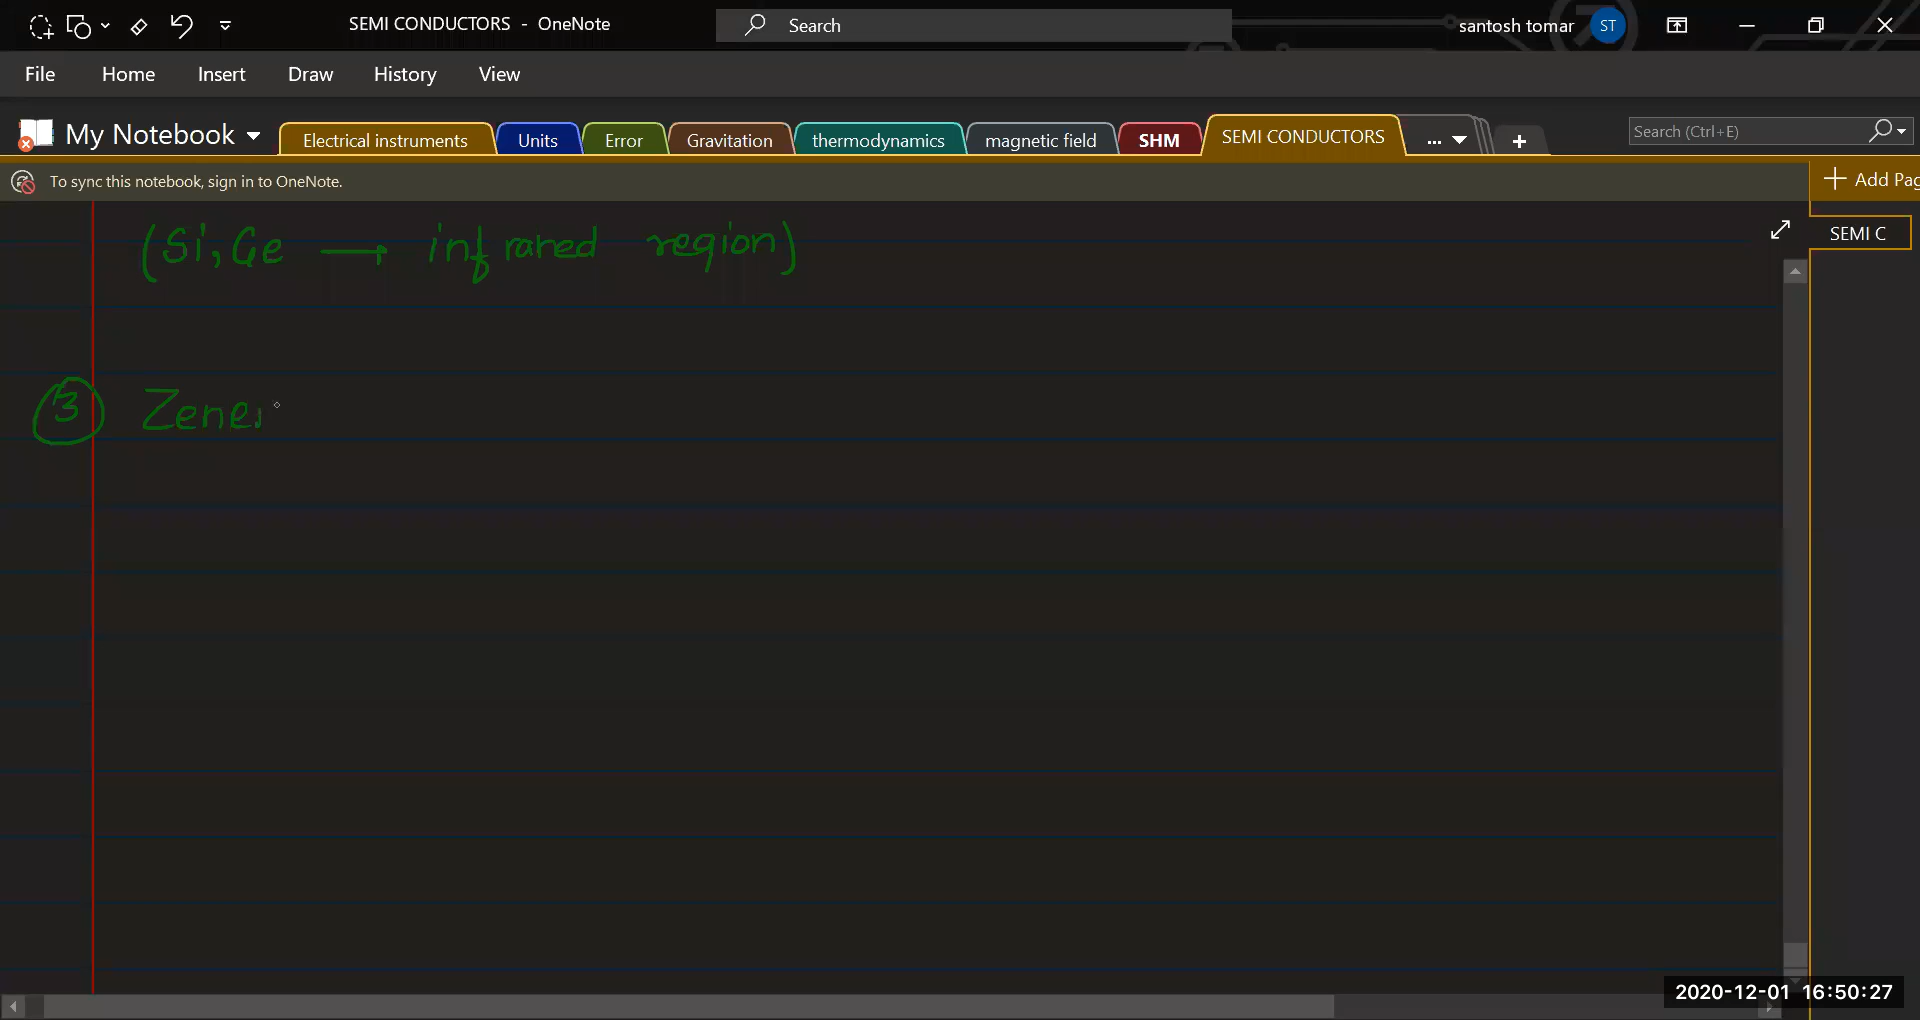 SEMI CONDUCTORS - OneNote
Search
santosh tomar
ST
File Home Insert Draw History View
My Notebook
Electrical instruments Units Error Gravitation thermodynamics magnetic field SHM SEMI CONDUCTORS ...
Search (Ctrl+E)
To sync this notebook, sign in to OneNote.
Add Pag
SEMI C
(Si, Ge → infrared region)
3 Zener
2020-12-01 16:50:27